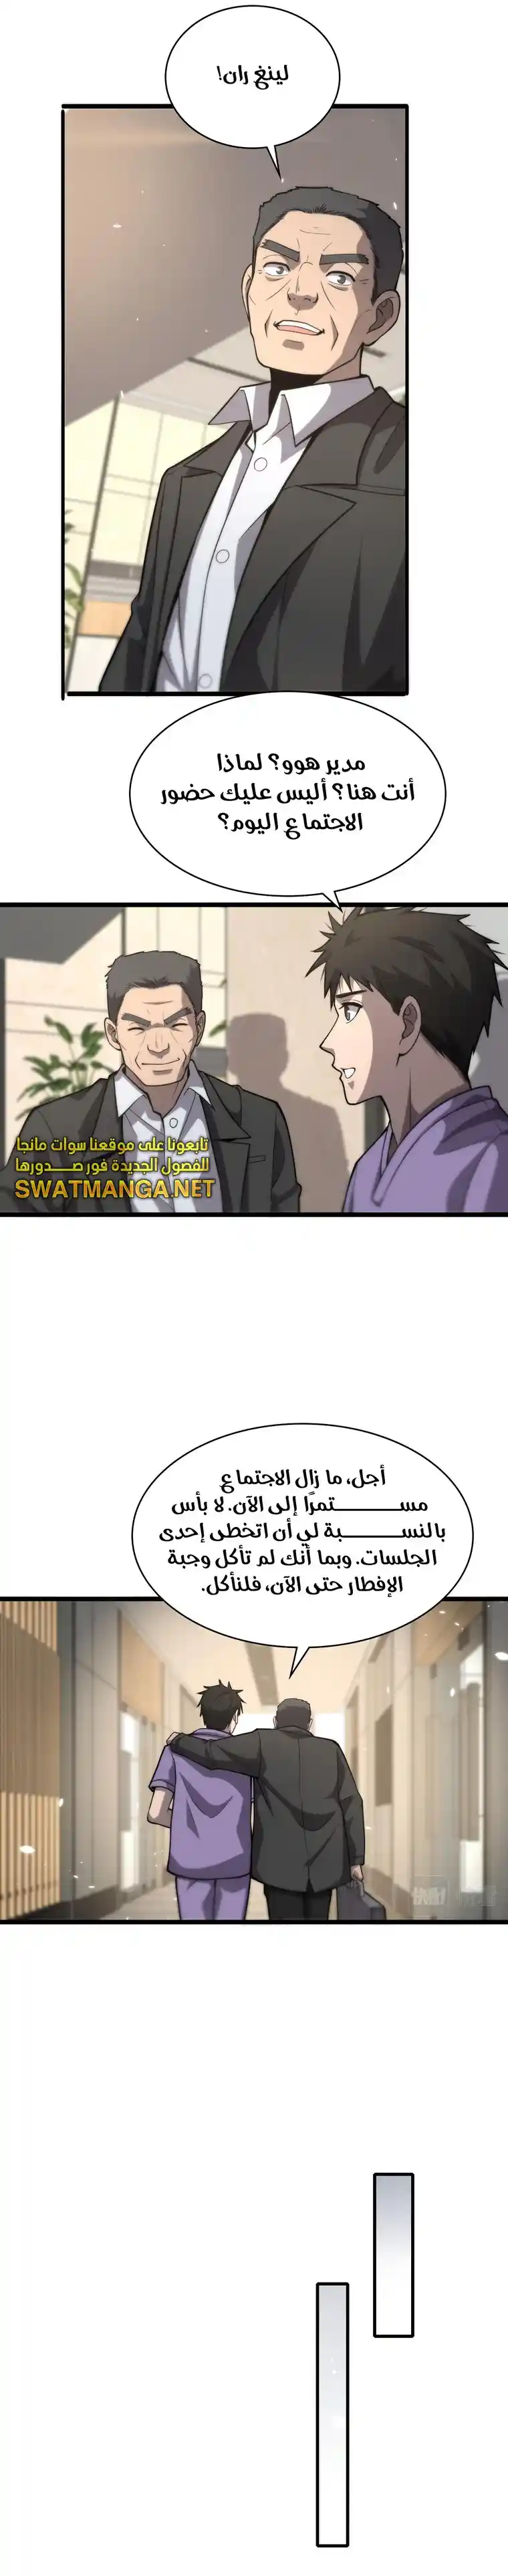 لينغ ران!
مدير هوو؟ لماذا
أنت هنا؟ أليس عليك حضور
الاجتماع اليوم؟
تابعونا على موقعنا سوات مانجا
للفصول الجديدة فور صدورها
SWATMANGA.NET
أجل، ما زال الاجتماع
مستمرًا إلى الآن. لا بأس
بالنسبة لي أن اتخطى إحدى
الجلسات. وبما أنك لم تأكل وجبة
الإفطار حتى الآن، فلنأكل.